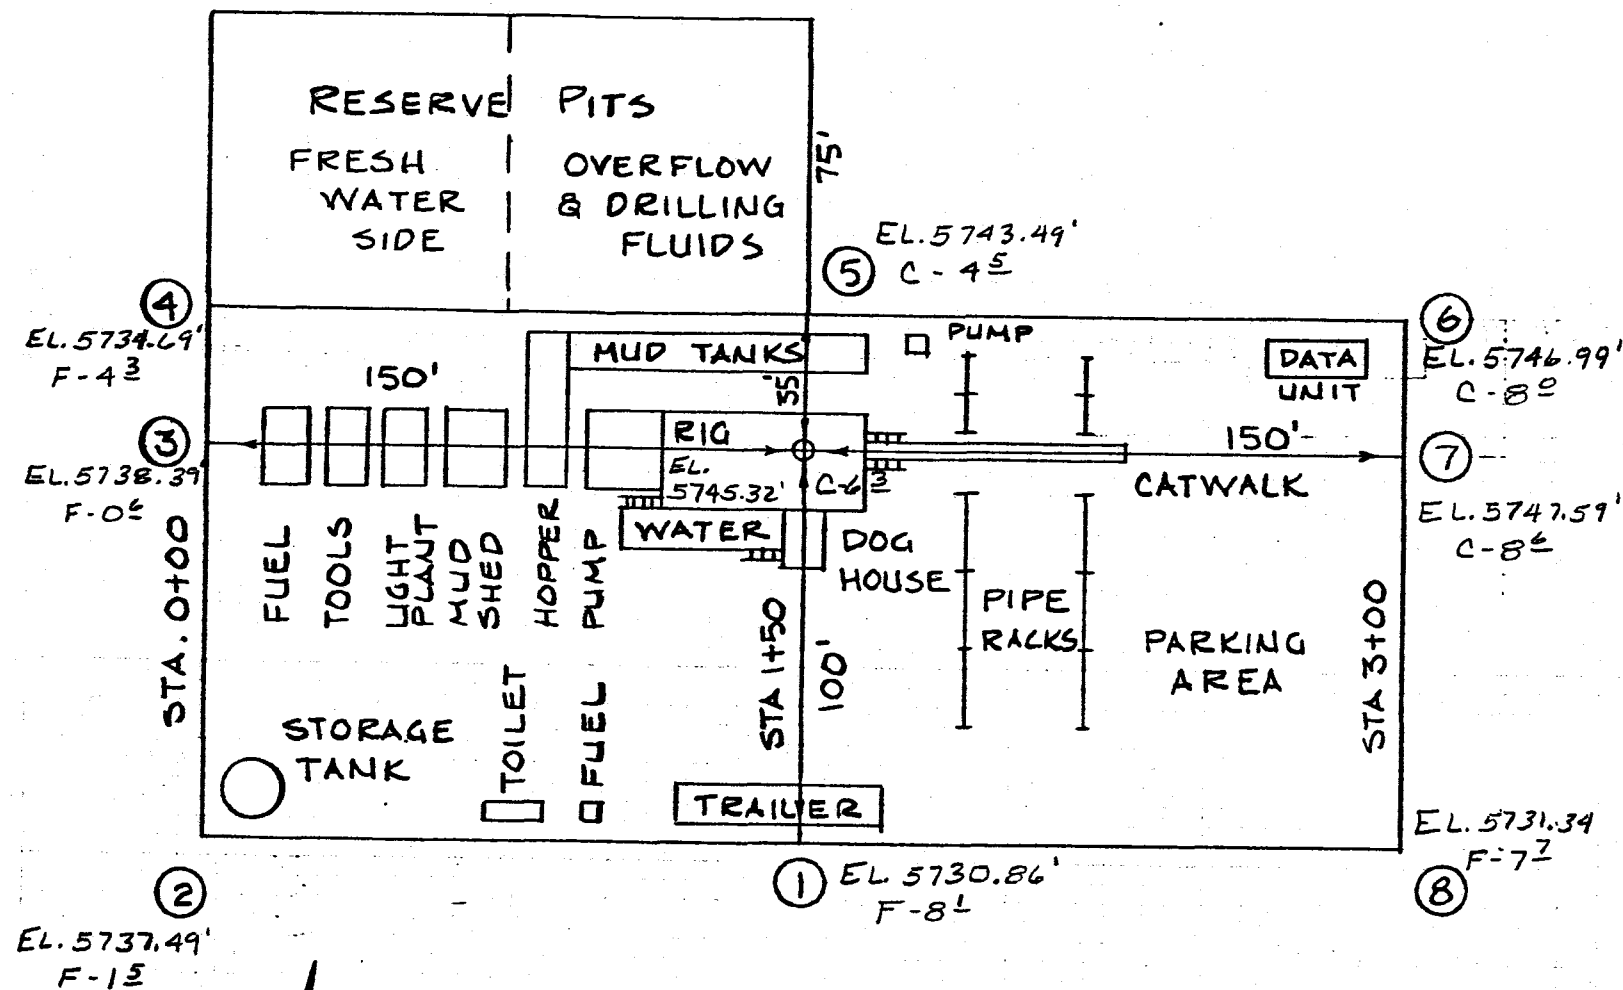 RESERVE PITS
FRESH WATER SIDE
OVERFLOW & DRILLING FLUIDS
75'
5
EL. 5743.49'
C-4 5
4
EL. 5734.69'
F-4 3
MUD TANKS
PUMP
DATA UNIT
6
EL. 5746.99'
C-8 0
150'
55'
3
EL. 5738.39'
F-0 6
RIG
EL. 5745.32'
C-6 3
150'
CATWALK
7
EL. 5747.59'
C-8 6
STA. 0+00
FUEL
TOOLS
LIGHT PLANT
MUD SHED
HOPPER
PUMP
WATER
DOG HOUSE
PIPE RACKS
PARKING AREA
STA 3+00
STA 1+50
100'
STORAGE TANK
TOILET
FUEL
TRAILER
2
EL. 5737.49'
F-1 5
1
EL. 5730.86'
F-8 1
8
EL. 5731.34
F-7 7